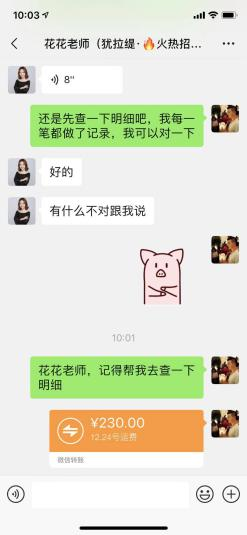 10:03
花花老师（犹拉缇·🔥火热招...
8"
还是先查一下明细吧，我每一
笔都做了记录，我可以对一下
好的
有什么不对跟我说
10:01
花花老师，记得帮我去查一下
明细
¥230.00
12.24号运费
微信转账